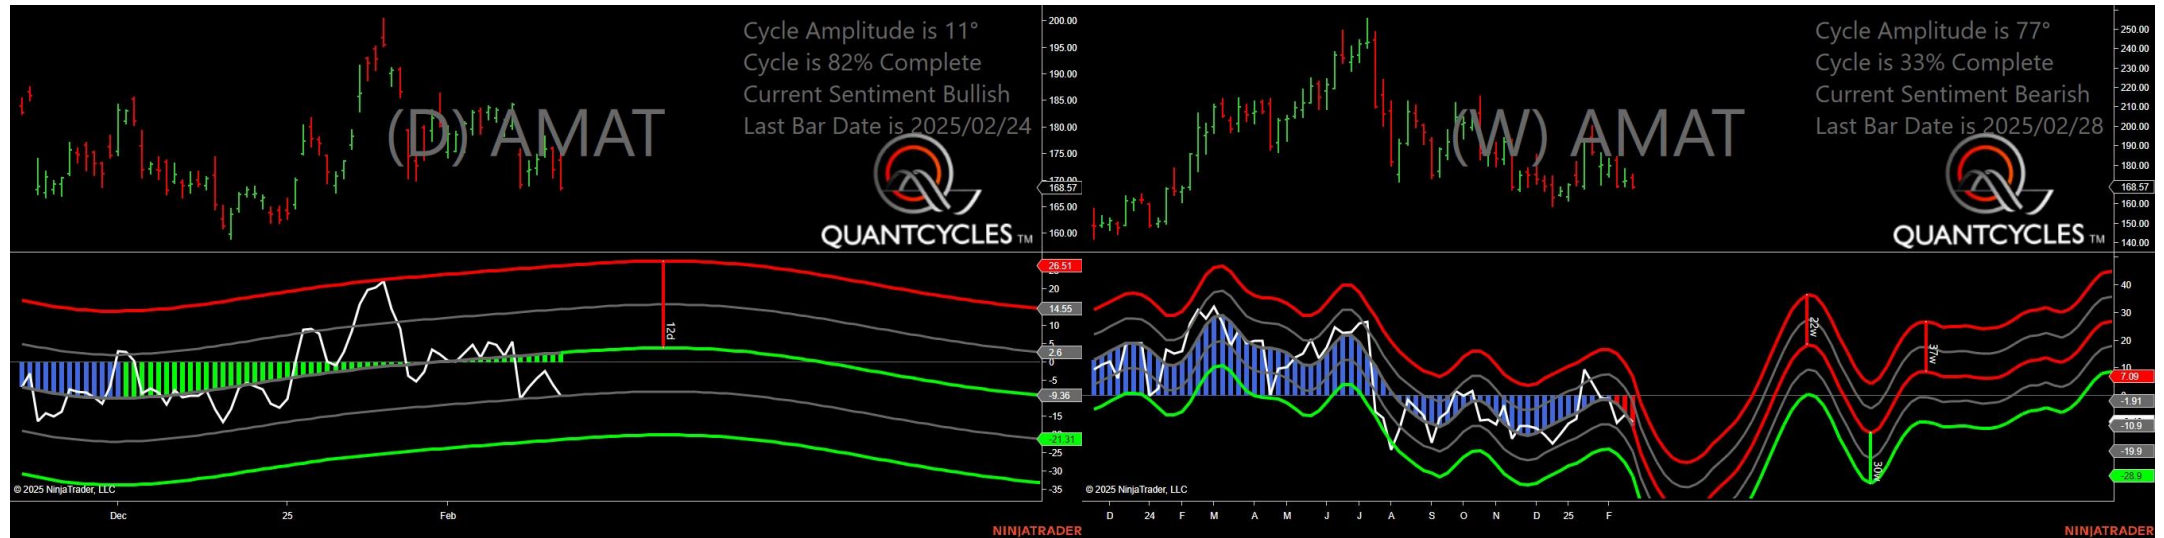 Cycle Amplitude is 11°
Cycle is 82% Complete
Current Sentiment Bullish
Last Bar Date is 2025/02/24
(D) AMAT
QUANTCYCLES TM
200.00
195.00
190.00
185.00
180.00
175.00
170.00
168.57
165.00
160.00
26.51
20
14.55
10
5
2.6
0
-5
-9.36
-15
-21.31
-25
-30
-35
12d
© 2025 NinjaTrader, LLC
Dec 25 Feb
NINJATRADER
Cycle Amplitude is 77°
Cycle is 33% Complete
Current Sentiment Bearish
Last Bar Date is 2025/02/28
(W) AMAT
QUANTCYCLES TM
250.00
240.00
230.00
220.00
210.00
200.00
190.00
180.00
168.57
160.00
150.00
140.00
40
30
20
10
7.09
-1.91
-10.9
-19.9
-28.9
22w
37w
30w
© 2025 NinjaTrader, LLC
D 24 F M A M J J A S O N D 25 F
NINJATRADER